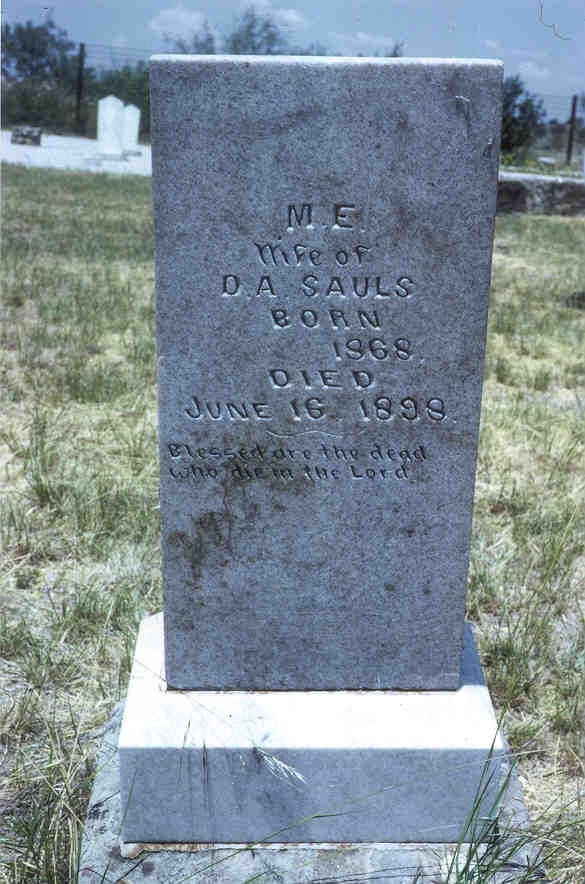 M.E.
Wife of
D.A. SAULS
BORN
1868.
DIED
JUNE 16, 1898.
Blessed are the dead
who die in the Lord